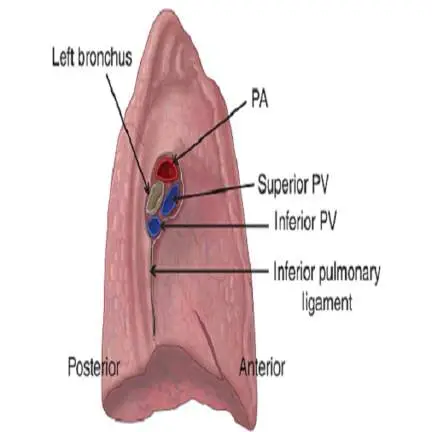 Left bronchus
PA
Superior PV
Inferior PV
Inferior pulmonary
ligament
Posterior
Anterior